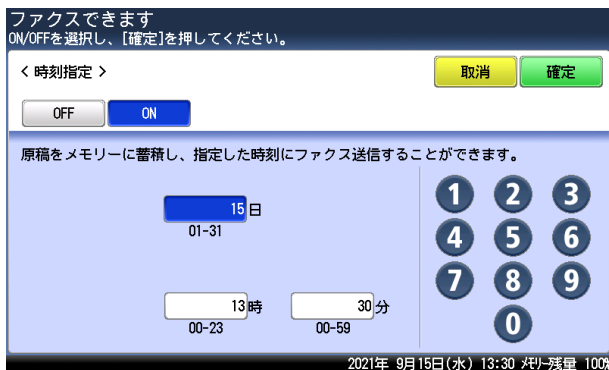 ファクスできます
ON/OFFを選択し、[確定]を押してください。
< 時刻指定 >
取消
確定
OFF
ON
原稿をメモリーに蓄積し、指定した時刻にファクス送信することができます。
15日
01-31
13時
00-23
30分
00-59
1 2 3
4 5 6
7 8 9
0
2021年 9月15日(水) 13:30 メモリー残量 100%